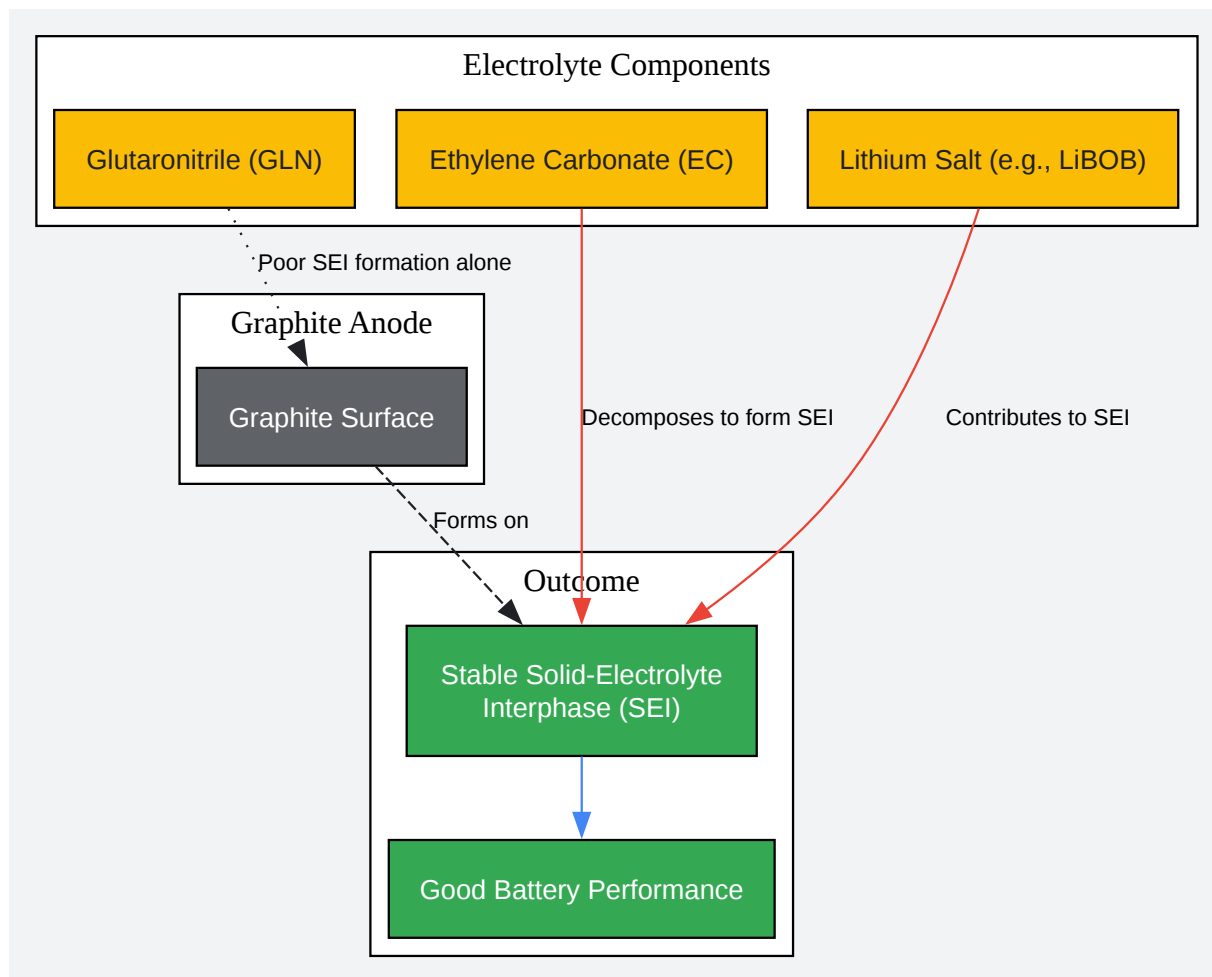 Electrolyte Components
Glutaronitrile (GLN)
Ethylene Carbonate (EC)
Lithium Salt (e.g., LiBOB)
Poor SEI formation alone
Graphite Anode
Graphite Surface
Decomposes to form SEI
Contributes to SEI
Forms on
Outcome
Stable Solid-Electrolyte
Interphase (SEI)
Good Battery Performance